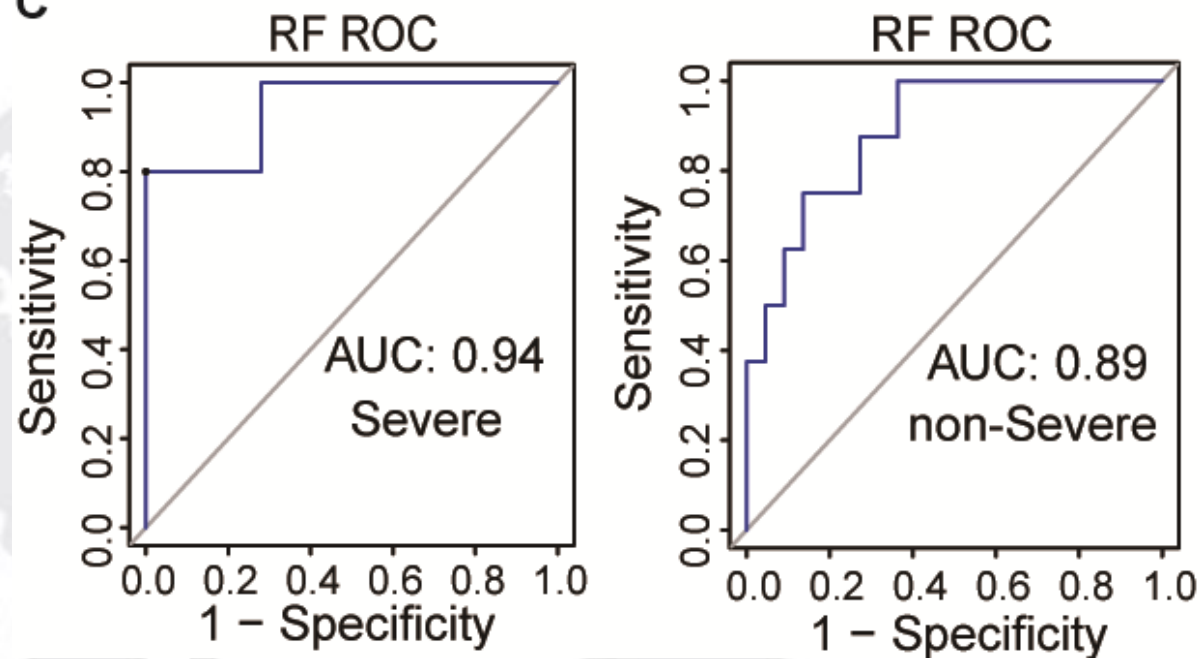 C
RF ROC
Sensitivity
1.0
0.8
0.6
0.4
0.2
0.0
AUC: 0.94
Severe
0.0 0.2 0.4 0.6 0.8 1.0
1 − Specificity
RF ROC
Sensitivity
1.0
0.8
0.6
0.4
0.2
0.0
AUC: 0.89
non-Severe
0.0 0.2 0.4 0.6 0.8 1.0
1 − Specificity